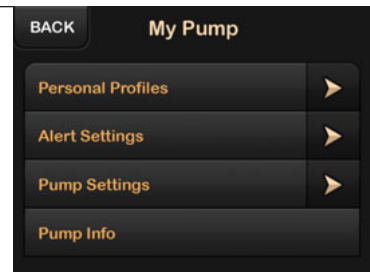 BACK
My Pump
Personal Profiles
Alert Settings
Pump Settings
Pump Info